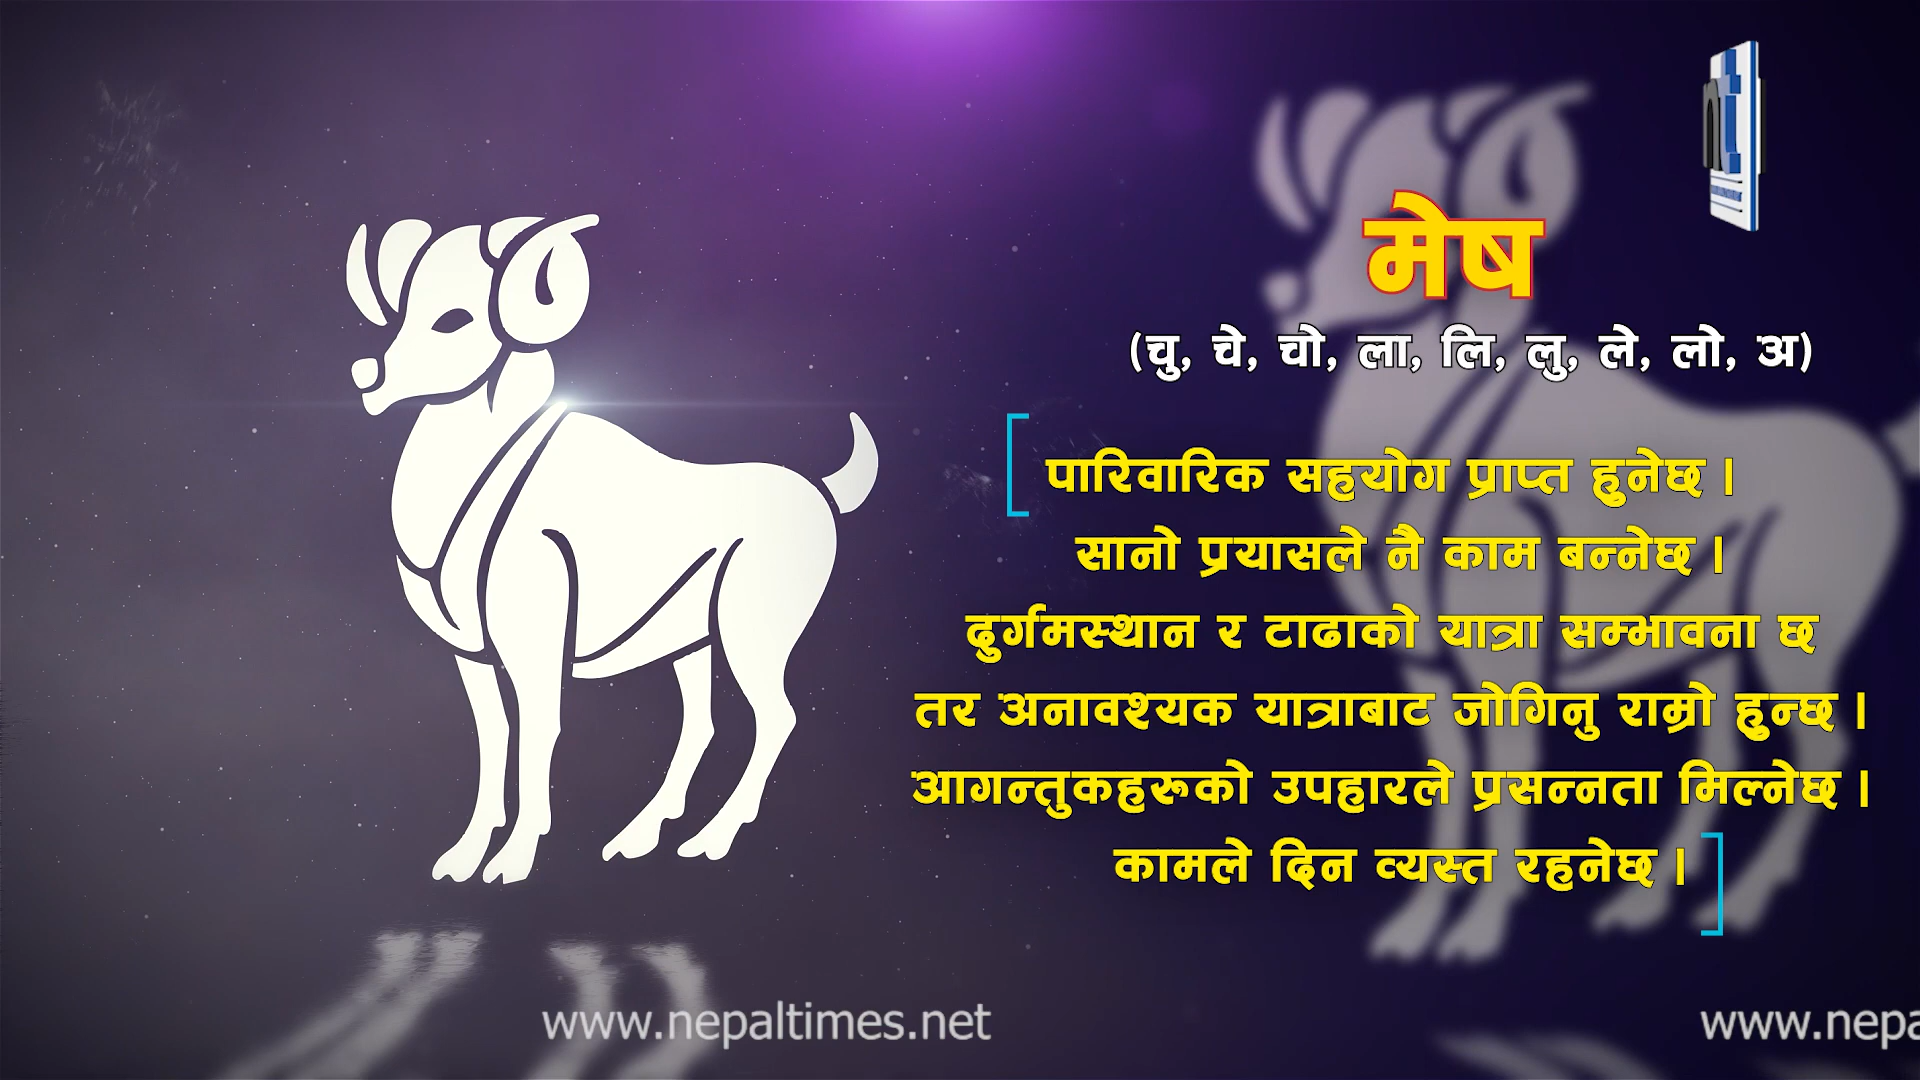 मेष
(चु, चे, चो, ला, लि, लु, ले, लो, अ)
पारिवारिक सहयोग प्राप्त हुनेछ ।
सानो प्रयासले नै काम बन्नेछ ।
दुर्गमस्थान र टाढाको यात्रा सम्भावना छ
तर अनावश्यक यात्राबाट जोगिनु राम्रो हुन्छ ।
आगन्तुकहरूको उपहारले प्रसन्नता मिल्नेछ ।
कामले दिन व्यस्त रहनेछ ।
www.nepaltimes.net
www.nepa